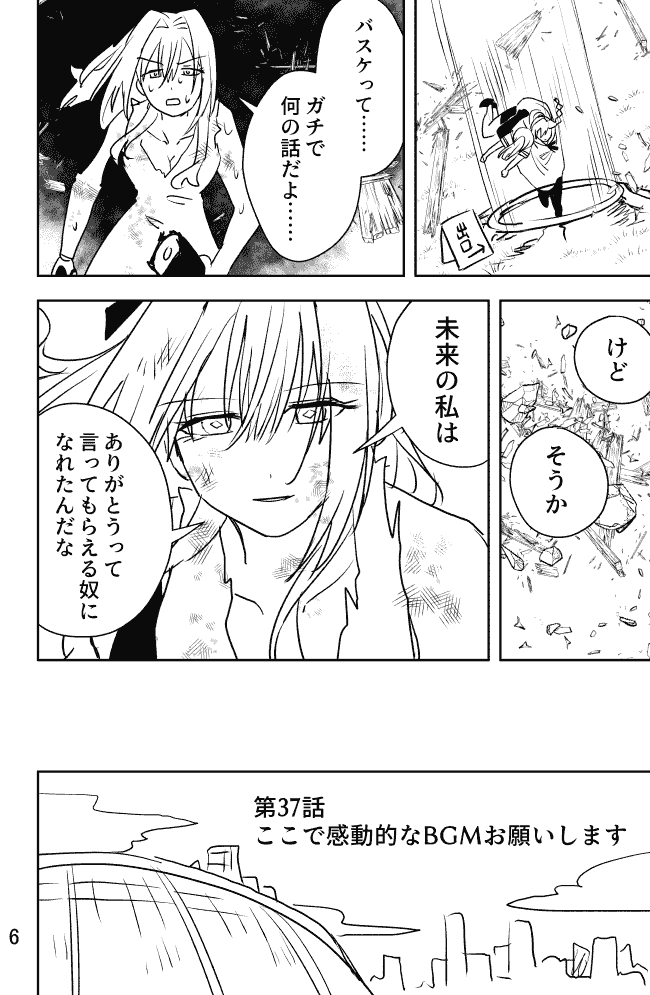 出口
バスケって……
ガチで
何の話だよ……
けど
そうか
未来の私は
ありがとうって
言ってもらえる奴に
なれたんだな
第37話
ここで感動的なBGMお願いします
6